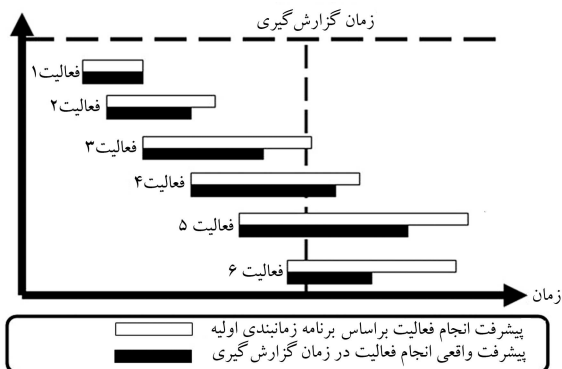 زمان گزارش‌گیری
فعالیت۱
فعالیت۲
فعالیت۳
فعالیت۴
فعالیت ۵
فعالیت ۶
زمان
پیشرفت انجام فعالیت براساس برنامه زمانبندی اولیه
پیشرفت واقعی انجام فعالیت در زمان گزارش گیری